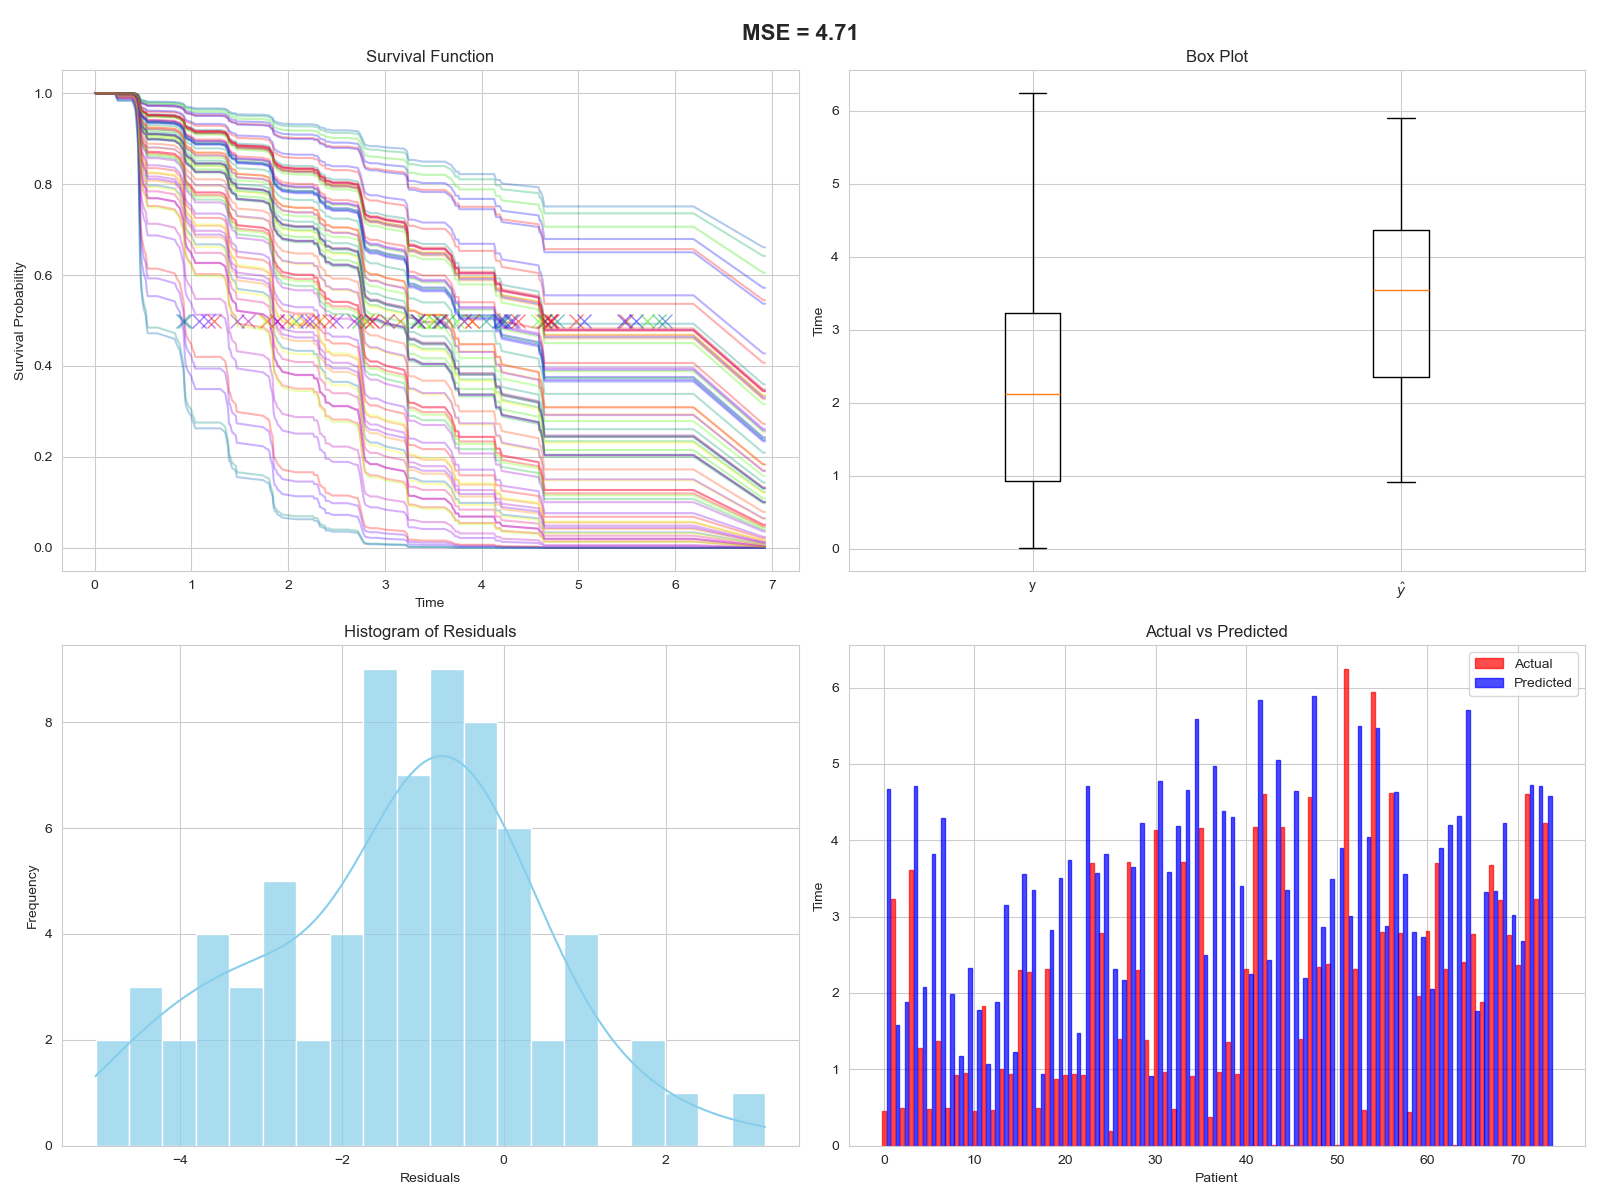 MSE = 4.71
Survival Function
1.0
0.8
0.6
0.4
0.2
0.0
Survival Probability
0 1 2 3 4 5 6 7
Time
Box Plot
6
5
4
3
2
1
0
Time
y ŷ
Histogram of Residuals
8
6
4
2
0
Frequency
−4 −2 0 2
Residuals
Actual vs Predicted
Actual
Predicted
6
5
4
3
2
1
0
Time
0 10 20 30 40 50 60 70
Patient